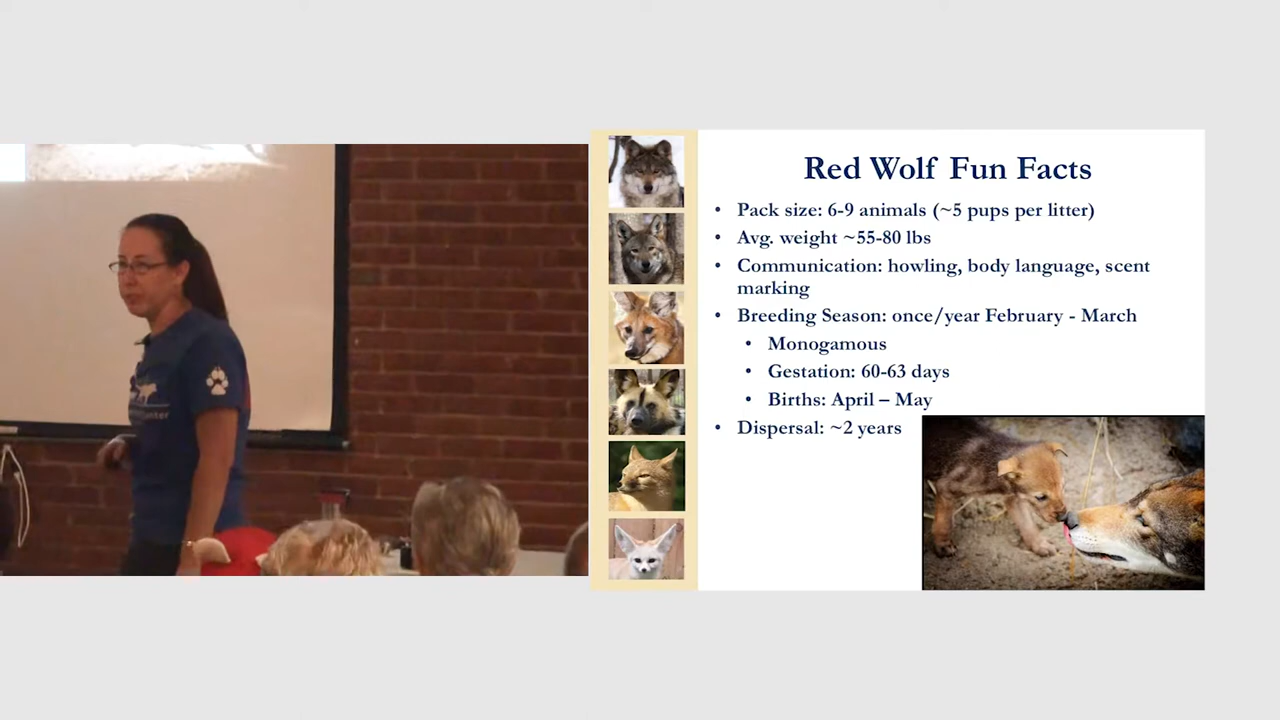 Red Wolf Fun Facts
• Pack size: 6-9 animals (~5 pups per litter)
• Avg. weight ~55-80 lbs
• Communication: howling, body language, scent
marking
• Breeding Season: once/year February - March
• Monogamous
• Gestation: 60-63 days
• Births: April – May
• Dispersal: ~2 years